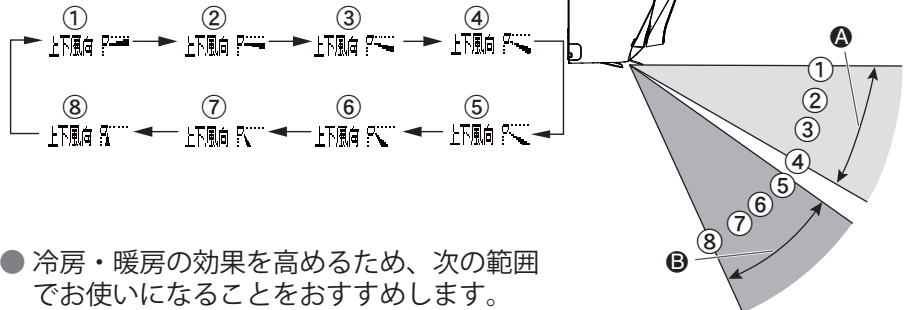 ① ② ③ ④
上下風向 上下風向 上下風向 上下風向
⑧ ⑦ ⑥ ⑤
上下風向 上下風向 上下風向 上下風向
A
①
②
③
④
⑤
⑥
⑦
⑧
B
● 冷房・暖房の効果を高めるため、次の範囲
でお使いになることをおすすめします。